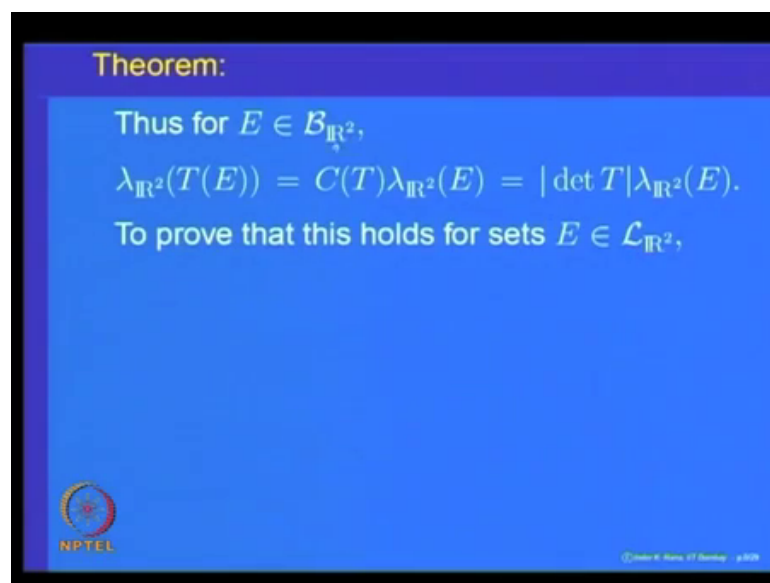 Theorem:
Thus for $E \in \mathcal{B}_{\mathbb{R}^2}$,
$\lambda_{\mathbb{R}^2}(T(E)) = C(T)\lambda_{\mathbb{R}^2}(E) = |\det T|\lambda_{\mathbb{R}^2}(E).$
To prove that this holds for sets $E \in \mathcal{L}_{\mathbb{R}^2}$,
NPTEL